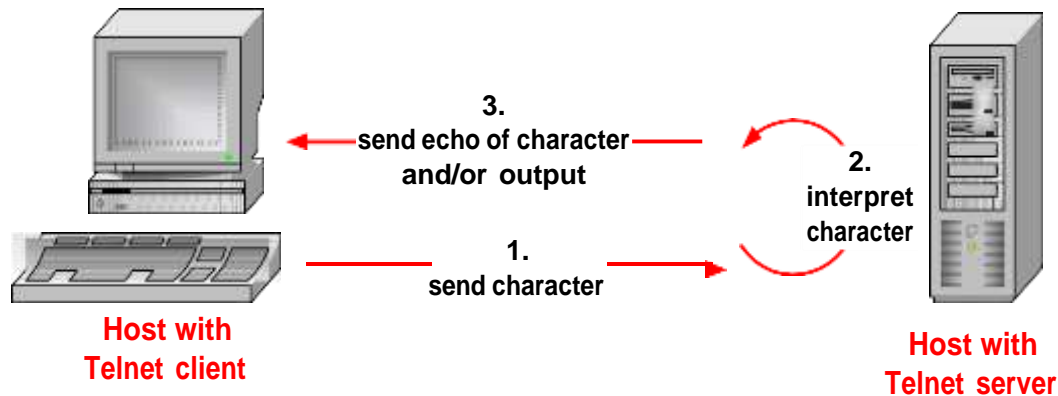 3.
send echo of character
and/or output
2.
interpret
character
1.
send character
Host with
Telnet client
Host with
Telnet server